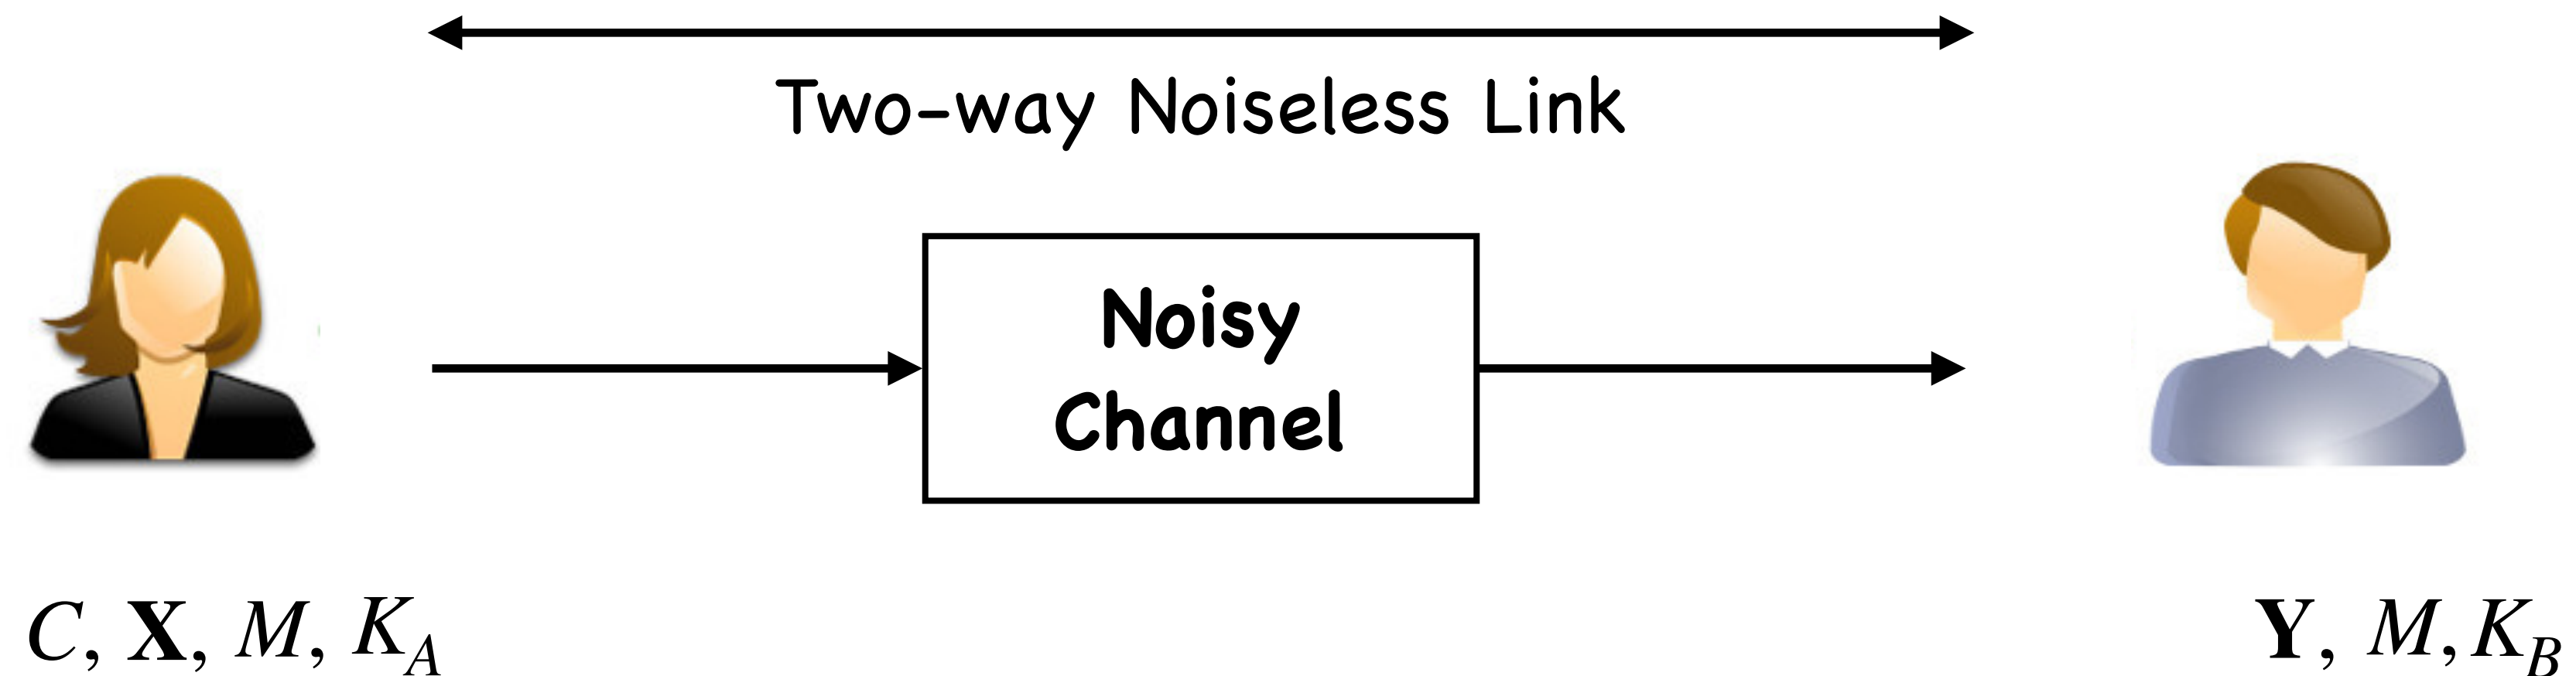 Two-way Noiseless Link
Noisy
Channel
C, X, M, K_A
Y, M, K_B